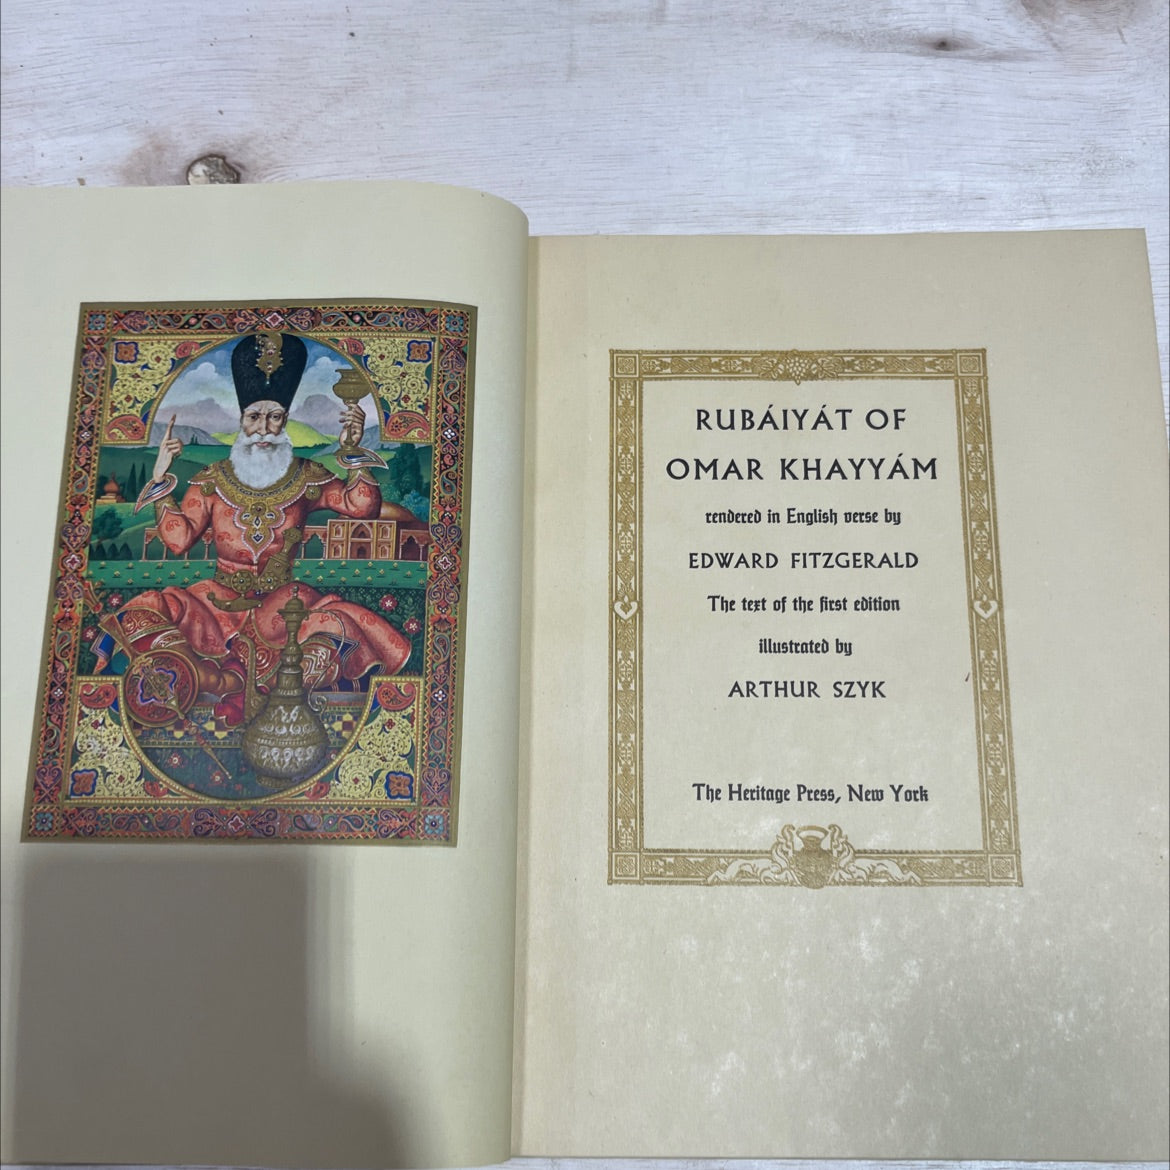 RUBÁIYÁT OF
OMAR KHAYYÁM
rendered in English verse by
EDWARD FITZGERALD
The text of the first edition
illustrated by
ARTHUR SZYK
The Heritage Press, New York